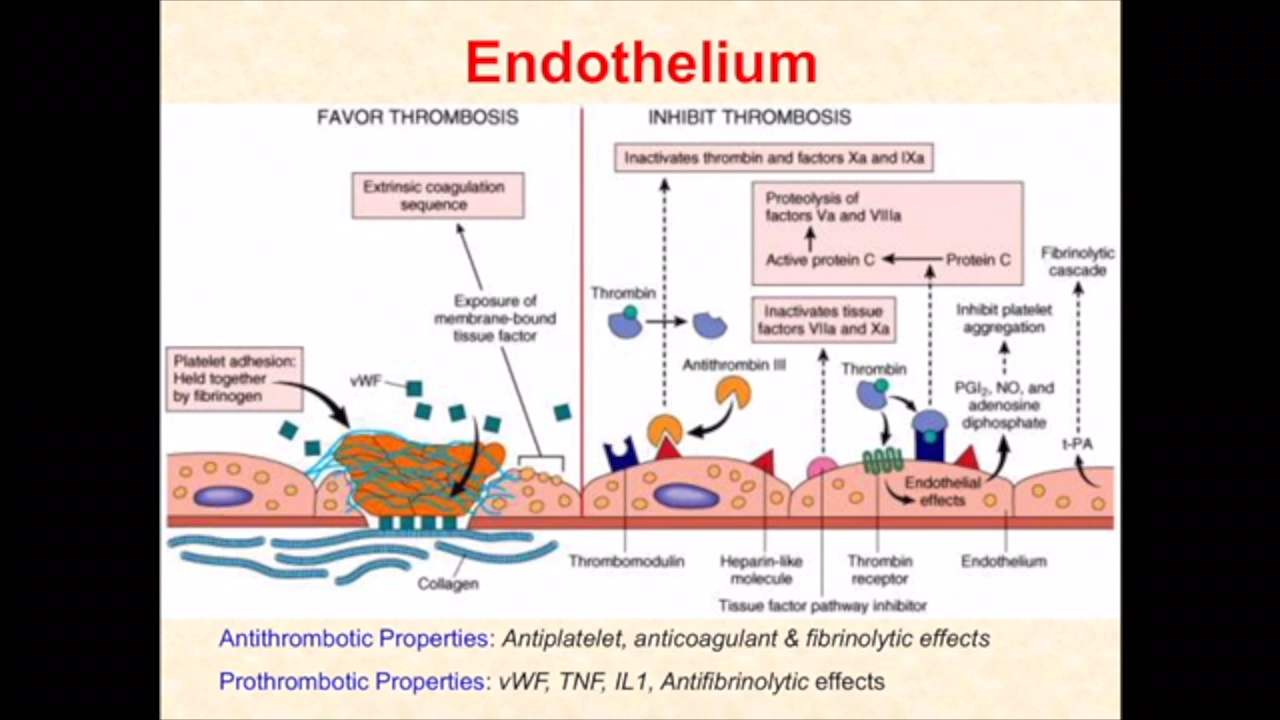 Endothelium
FAVOR THROMBOSIS
INHIBIT THROMBOSIS
Extrinsic coagulation
sequence
Exposure of
membrane-bound
tissue factor
Platelet adhesion:
Held together
by fibrinogen
vWF
Collagen
Inactivates thrombin and factors Xa and IXa
Proteolysis of
factors Va and VIIIa
Active protein C
Protein C
Thrombin
Inactivates tissue
factors VIIa and Xa
Antithrombin III
Thrombin
Inhibit platelet
aggregation
PGI₂, NO, and
adenosine
diphosphate
Fibrinolytic
cascade
t-PA
Endothelial
effects
Thrombomodulin
Heparin-like
molecule
Tissue factor pathway inhibitor
Thrombin
receptor
Endothelium
Antithrombotic Properties: Antiplatelet, anticoagulant & fibrinolytic effects
Prothrombotic Properties: vWF, TNF, IL1, Antifibrinolytic effects